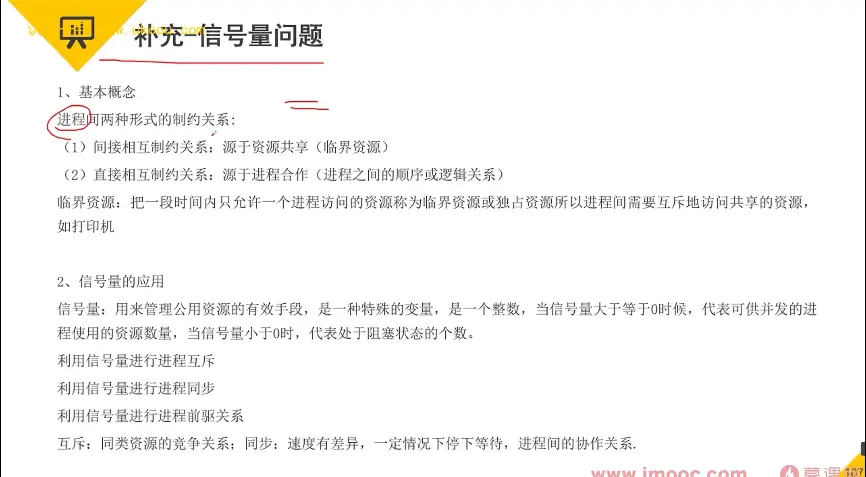 补充-信号量问题
1、基本概念
进程间两种形式的制约关系:
（1）间接相互制约关系；源于资源共享（临界资源）
（2）直接相互制约关系：源于进程合作（进程之间的顺序或逻辑关系）
临界资源：把一段时间内只允许一个进程访问的资源称为临界资源或独占资源所以进程间需要互斥地访问共享的资源，
如打印机
2、信号量的应用
信号量：用来管理公用资源的有效手段，是一种特殊的变量，是一个整数，当信号量大于等于0时候，代表可供并发的进
程使用的资源数量，当信号量小于0时，代表处于阻塞状态的个数。
利用信号量进行进程互斥
利用信号量进行进程同步
利用信号量进行进程前驱关系
互斥：同类资源的竞争关系；同步：速度有差异，一定情况下停下等待，进程间的协作关系.
www.imooc.com
107